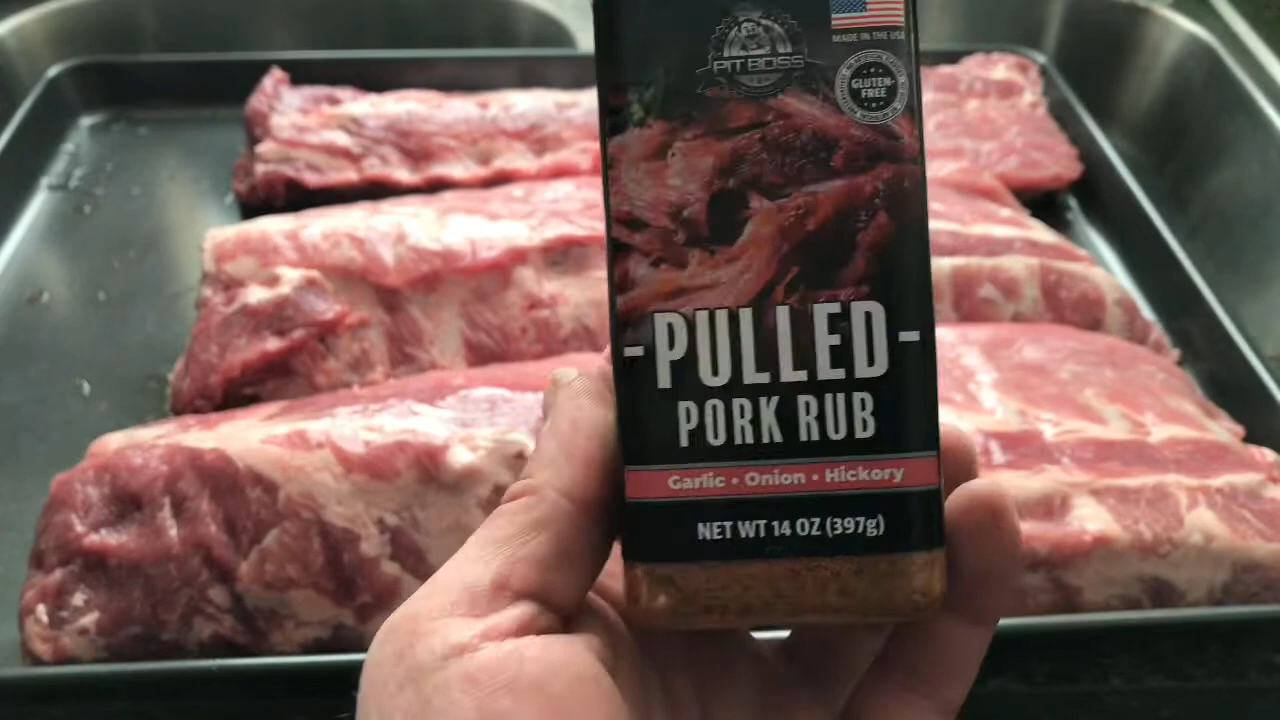 MADE IN THE USA
PIT BOSS
GLUTEN-
FREE
-PULLED-
PORK RUB
Garlic • Onion • Hickory
NET WT 14 OZ (397g)